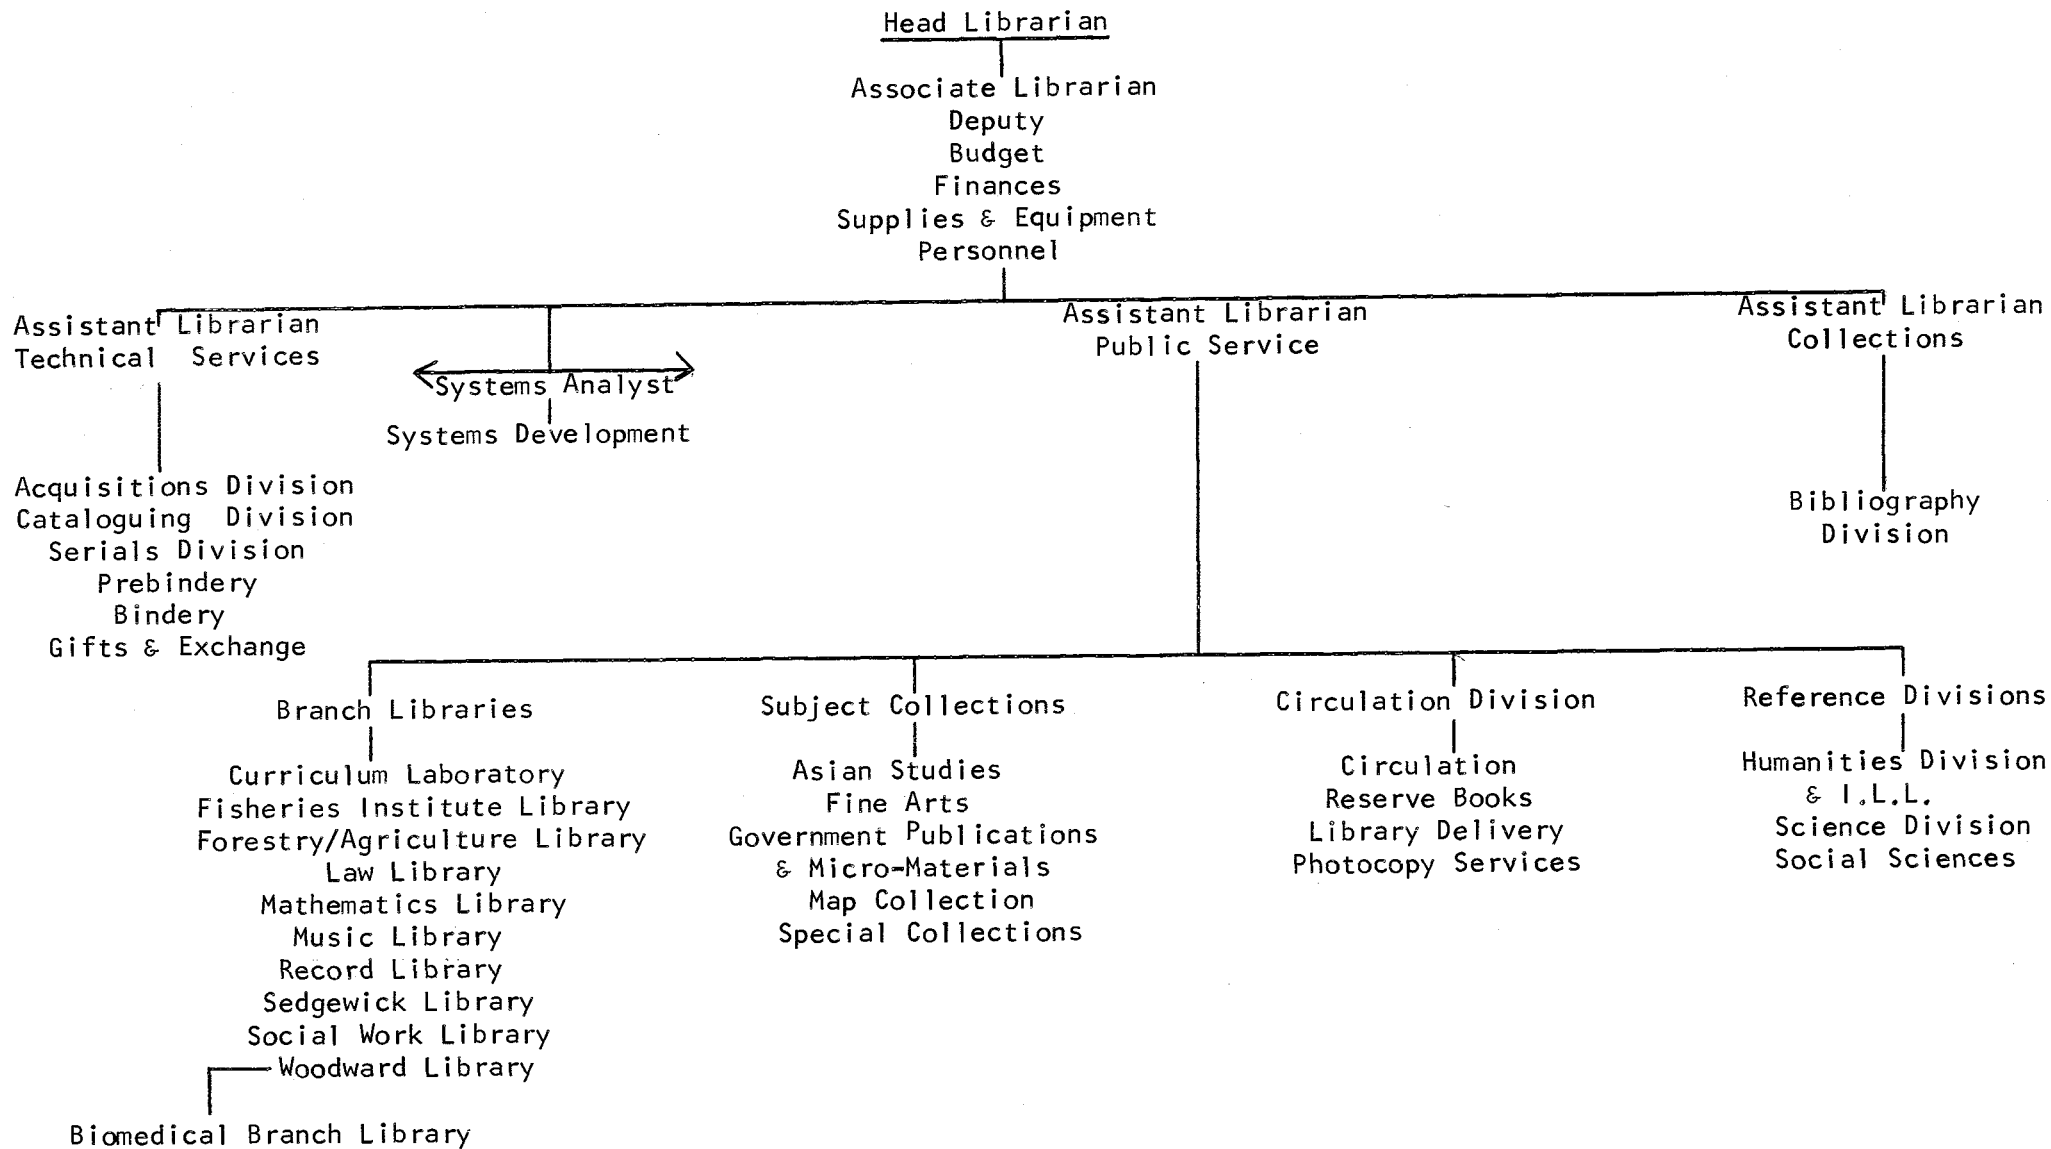 Head Librarian
Associate Librarian
Deputy
Budget
Finances
Supplies & Equipment
Personnel
Assistant Librarian
Technical Services
Systems Analyst
Systems Development
Assistant Librarian
Public Service
Assistant Librarian
Collections
Acquisitions Division
Cataloguing Division
Serials Division
Prebindery
Bindery
Gifts & Exchange
Bibliography
Division
Branch Libraries
Curriculum Laboratory
Fisheries Institute Library
Forestry/Agriculture Library
Law Library
Mathematics Library
Music Library
Record Library
Sedgewick Library
Social Work Library
Woodward Library
Biomedical Branch Library
Subject Collections
Asian Studies
Fine Arts
Government Publications
& Micro-Materials
Map Collection
Special Collections
Circulation Division
Circulation
Reserve Books
Library Delivery
Photocopy Services
Reference Divisions
Humanities Division
& I.L.L.
Science Division
Social Sciences